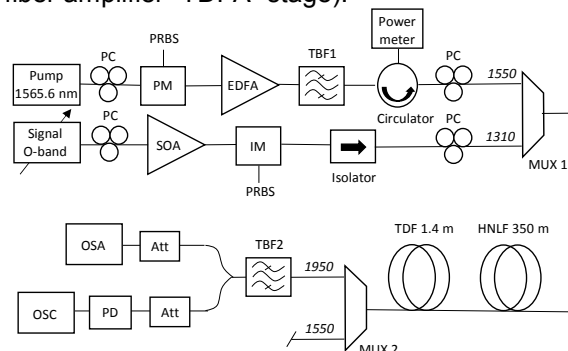 fiber amplifier TDFA stage).
Power
meter
PRBS
PC
TBF1
PC
Pump
1565.6 nm
PM
EDFA
1550
Circulator
PC
PC
Signal
O-band
SOA
IM
1310
Isolator
MUX 1
PRBS
TDF 1.4 m
HNLF 350 m
OSA
Att
TBF2
1950
OSC
PD
Att
1550
MUX 2